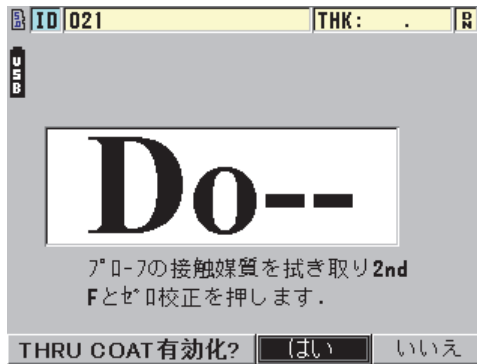 ID 021 THK: .
USB
Do--
ﾌﾟﾛｰﾌの接触媒質を拭き取り2nd
Fとｾﾞﾛ校正を押します.
THRU COAT有効化? はい いいえ